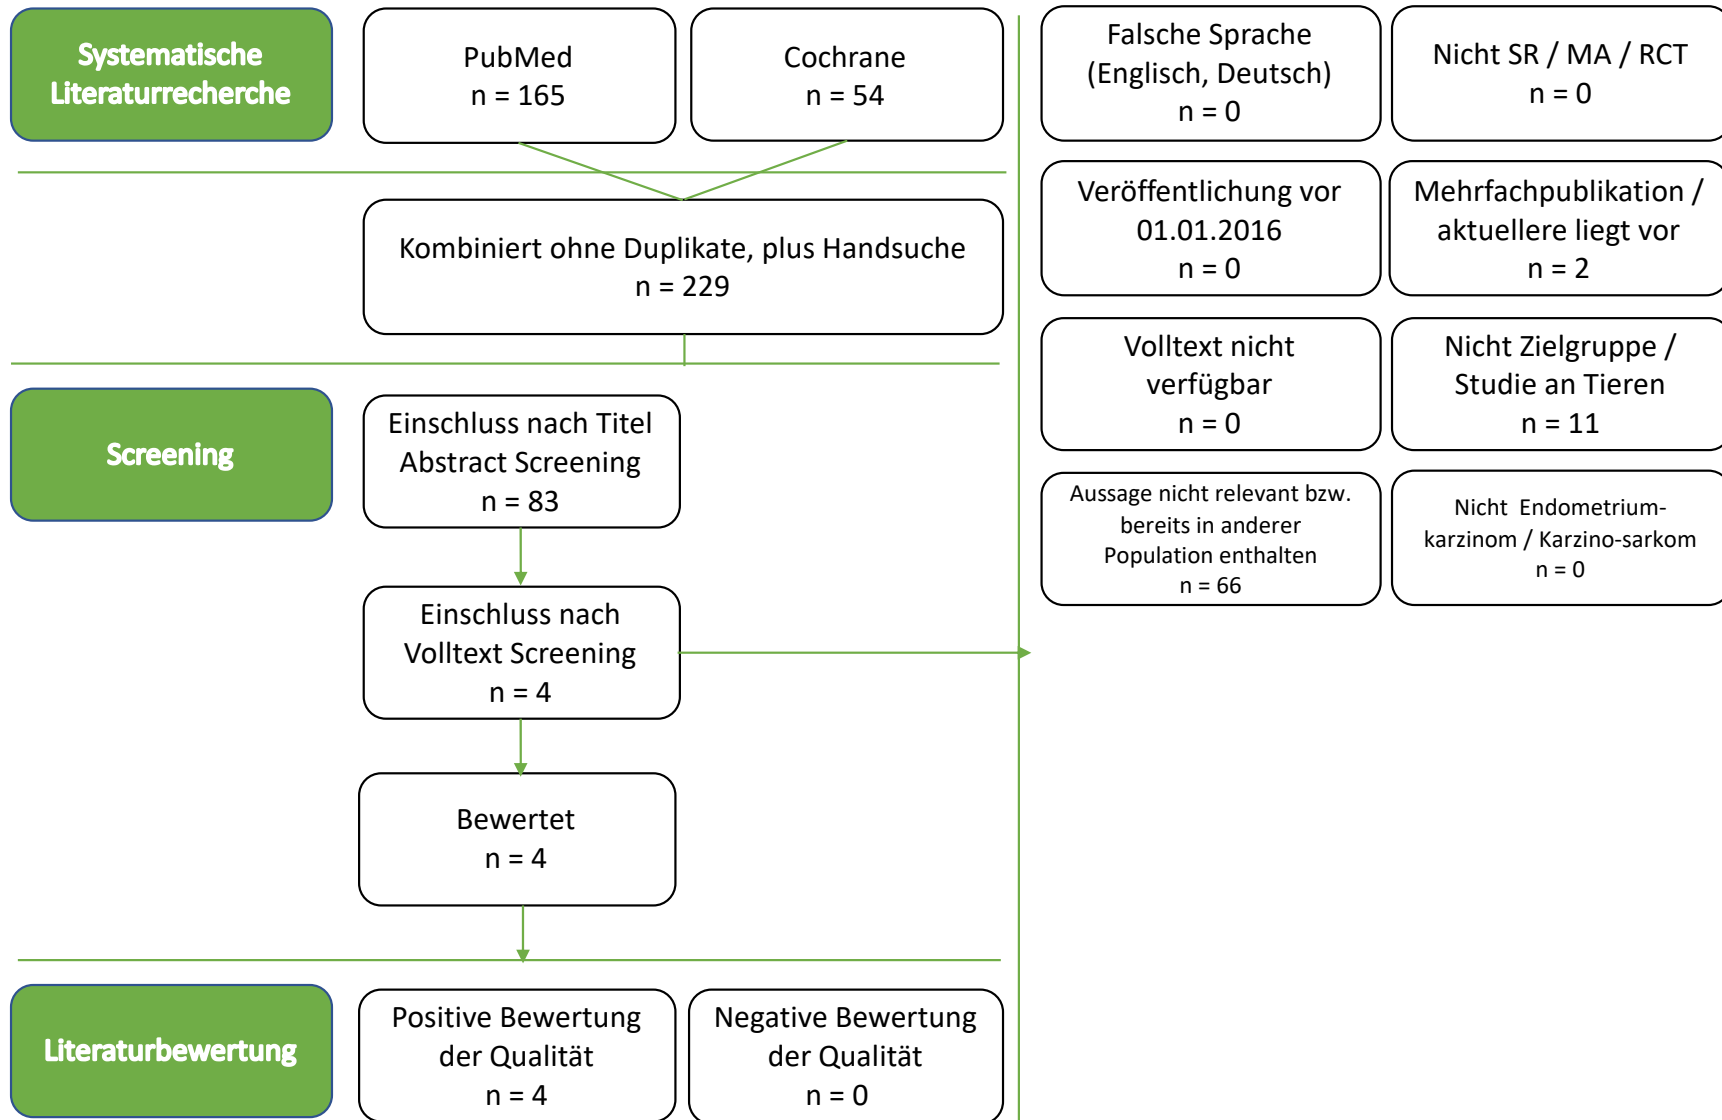 Systematische
Literaturrecherche
PubMed
n = 165
Cochrane
n = 54
Kombiniert ohne Duplikate, plus Handsuche
n = 229
Screening
Einschluss nach Titel
Abstract Screening
n = 83
Einschluss nach
Volltext Screening
n = 4
Bewertet
n = 4
Literaturbewertung
Positive Bewertung
der Qualität
n = 4
Negative Bewertung
der Qualität
n = 0
Falsche Sprache
(Englisch, Deutsch)
n = 0
Nicht SR / MA / RCT
n = 0
Veröffentlichung vor
01.01.2016
n = 0
Mehrfachpublikation /
aktuellere liegt vor
n = 2
Volltext nicht
verfügbar
n = 0
Nicht Zielgruppe /
Studie an Tieren
n = 11
Aussage nicht relevant bzw.
bereits in anderer
Population enthalten
n = 66
Nicht Endometrium-
karzinom / Karzino-sarkom
n = 0